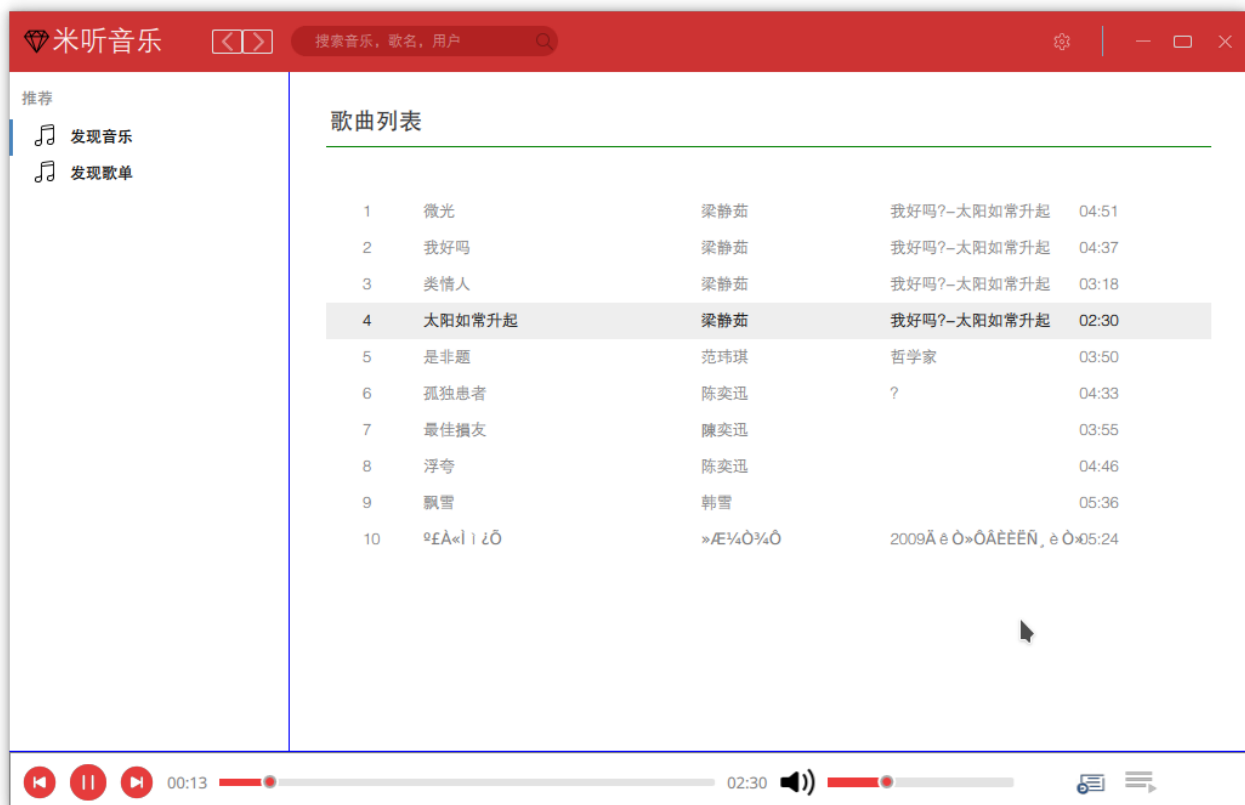 米听音乐 搜索音乐，歌名，用户
推荐
发现音乐
发现歌单
歌曲列表
1 微光 梁静茹 我好吗?-太阳如常升起 04:51
2 我好吗 梁静茹 我好吗?-太阳如常升起 04:37
3 类情人 梁静茹 我好吗?-太阳如常升起 03:18
4 太阳如常升起 梁静茹 我好吗?-太阳如常升起 02:30
5 是非题 范玮琪 哲学家 03:50
6 孤独患者 陈奕迅 ? 04:33
7 最佳損友 陳奕迅 03:55
8 浮夸 陈奕迅 04:46
9 飘雪 韩雪 05:36
10 º£À«Ìì¿Õ »Æ¼Ò¾Ô 2009ÄêÒ»ÔÂÈÈËÑ¸èÒ» 05:24
00:13 02:30